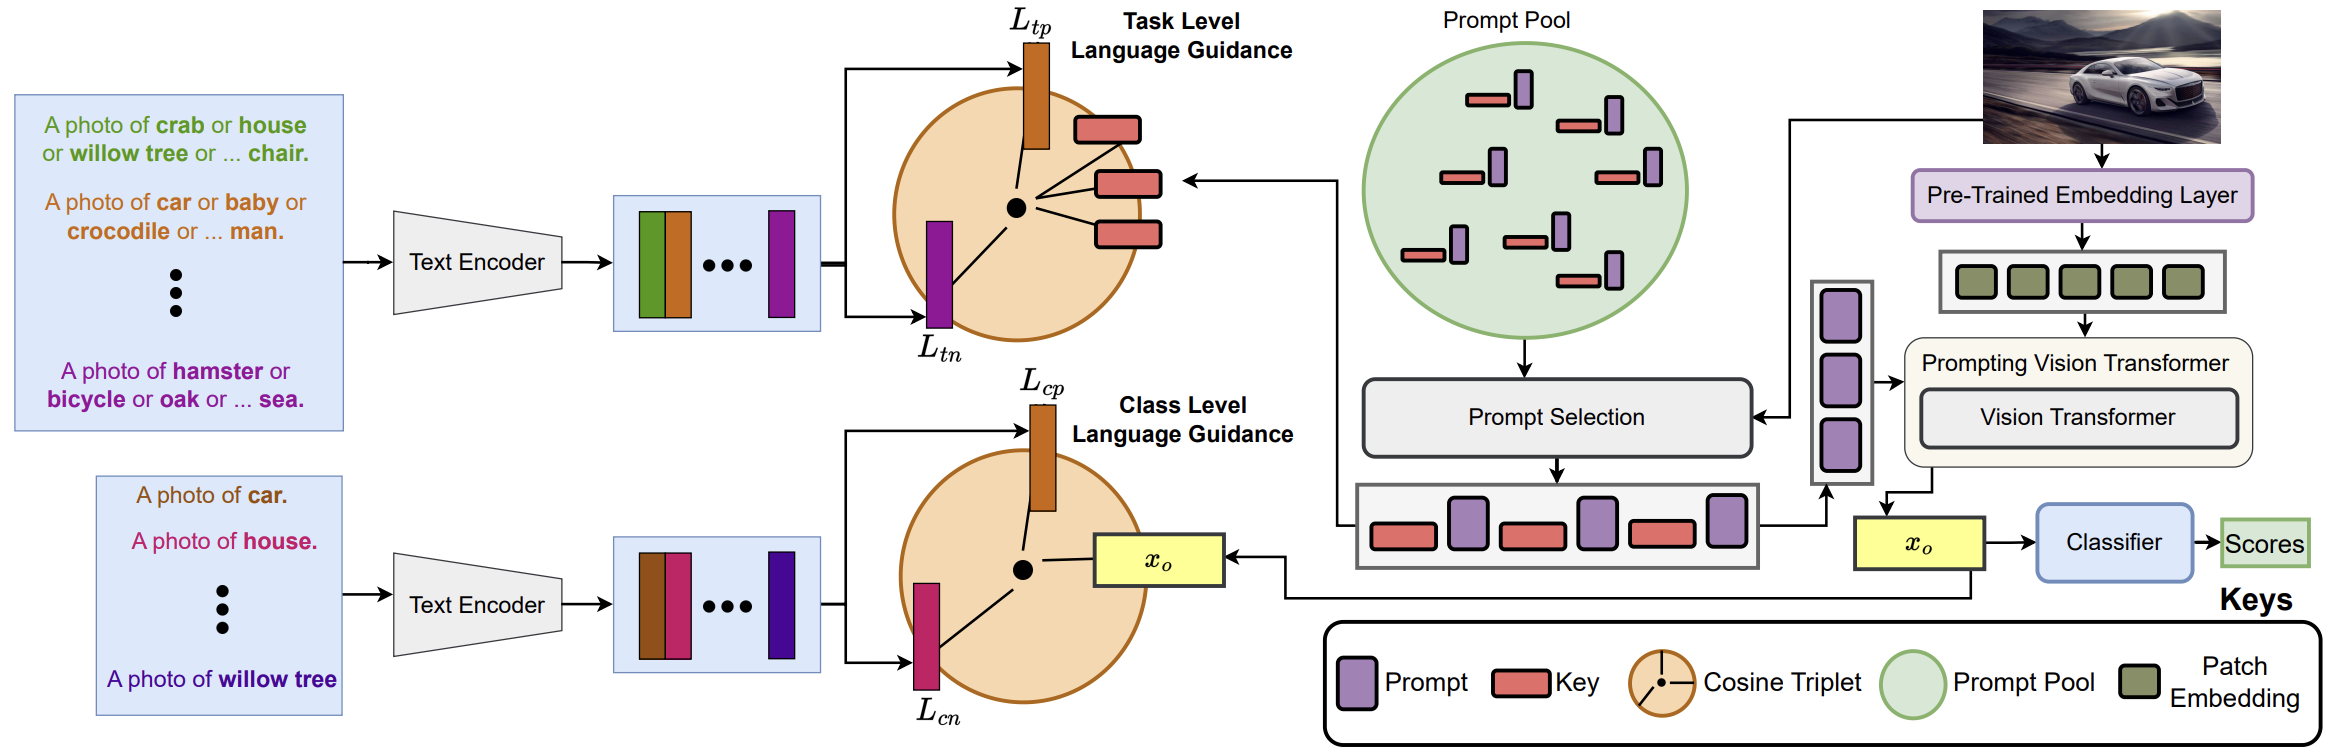 A photo of crab or house
or willow tree or ... chair.
A photo of car or baby or
crocodile or ... man.
A photo of hamster or
bicycle or oak or ... sea.
Text Encoder
L_{tp}
Task Level
Language Guidance
L_{tn}
A photo of car.
A photo of house.
A photo of willow tree
Text Encoder
L_{cp}
Class Level
Language Guidance
x_o
L_{cn}
Prompt Pool
Prompt Selection
Pre-Trained Embedding Layer
Prompting Vision Transformer
Vision Transformer
x_o
Classifier
Scores
Keys
Prompt
Key
Cosine Triplet
Prompt Pool
Patch
Embedding